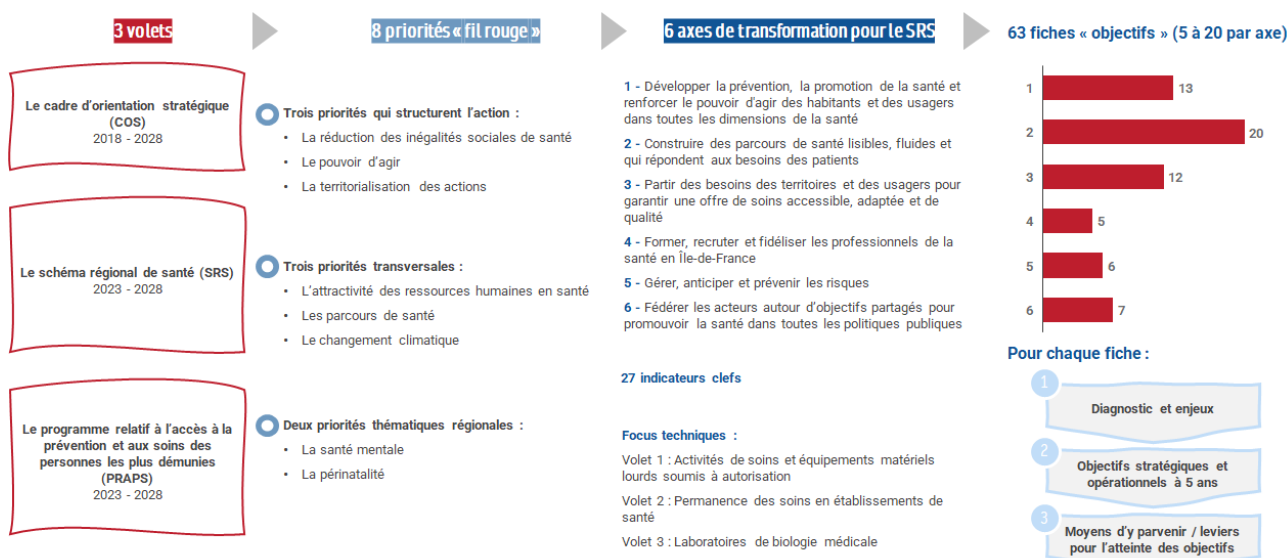 3 volets
8 priorités « fil rouge »
6 axes de transformation pour le SRS
63 fiches « objectifs » (5 à 20 par axe)
Le cadre d'orientation stratégique
(COS)
2018 - 2028
Le schéma régional de santé (SRS)
2023 - 2028
Le programme relatif à l'accès à la
prévention et aux soins des
personnes les plus démunies
(PRAPS)
2023 - 2028
Trois priorités qui structurent l'action :
• La réduction des inégalités sociales de santé
• Le pouvoir d'agir
• La territorialisation des actions
Trois priorités transversales :
• L'attractivité des ressources humaines en santé
• Les parcours de santé
• Le changement climatique
Deux priorités thématiques régionales :
• La santé mentale
• La périnatalité
1 - Développer la prévention, la promotion de la santé et
renforcer le pouvoir d'agir des habitants et des usagers
dans toutes les dimensions de la santé
2 - Construire des parcours de santé lisibles, fluides et
qui répondent aux besoins des patients
3 - Partir des besoins des territoires et des usagers pour
garantir une offre de soins accessible, adaptée et de
qualité
4 - Former, recruter et fidéliser les professionnels de la
santé en Île-de-France
5 - Gérer, anticiper et prévenir les risques
6 - Fédérer les acteurs autour d'objectifs partagés pour
promouvoir la santé dans toutes les politiques publiques
27 indicateurs clefs
Focus techniques :
Volet 1 : Activités de soins et équipements matériels
lourds soumis à autorisation
Volet 2 : Permanence des soins en établissements de
santé
Volet 3 : Laboratoires de biologie médicale
1 13
2 20
3 12
4 5
5 6
6 7
Pour chaque fiche :
1
Diagnostic et enjeux
2
Objectifs stratégiques et
opérationnels à 5 ans
3
Moyens d'y parvenir / leviers
pour l'atteinte des objectifs